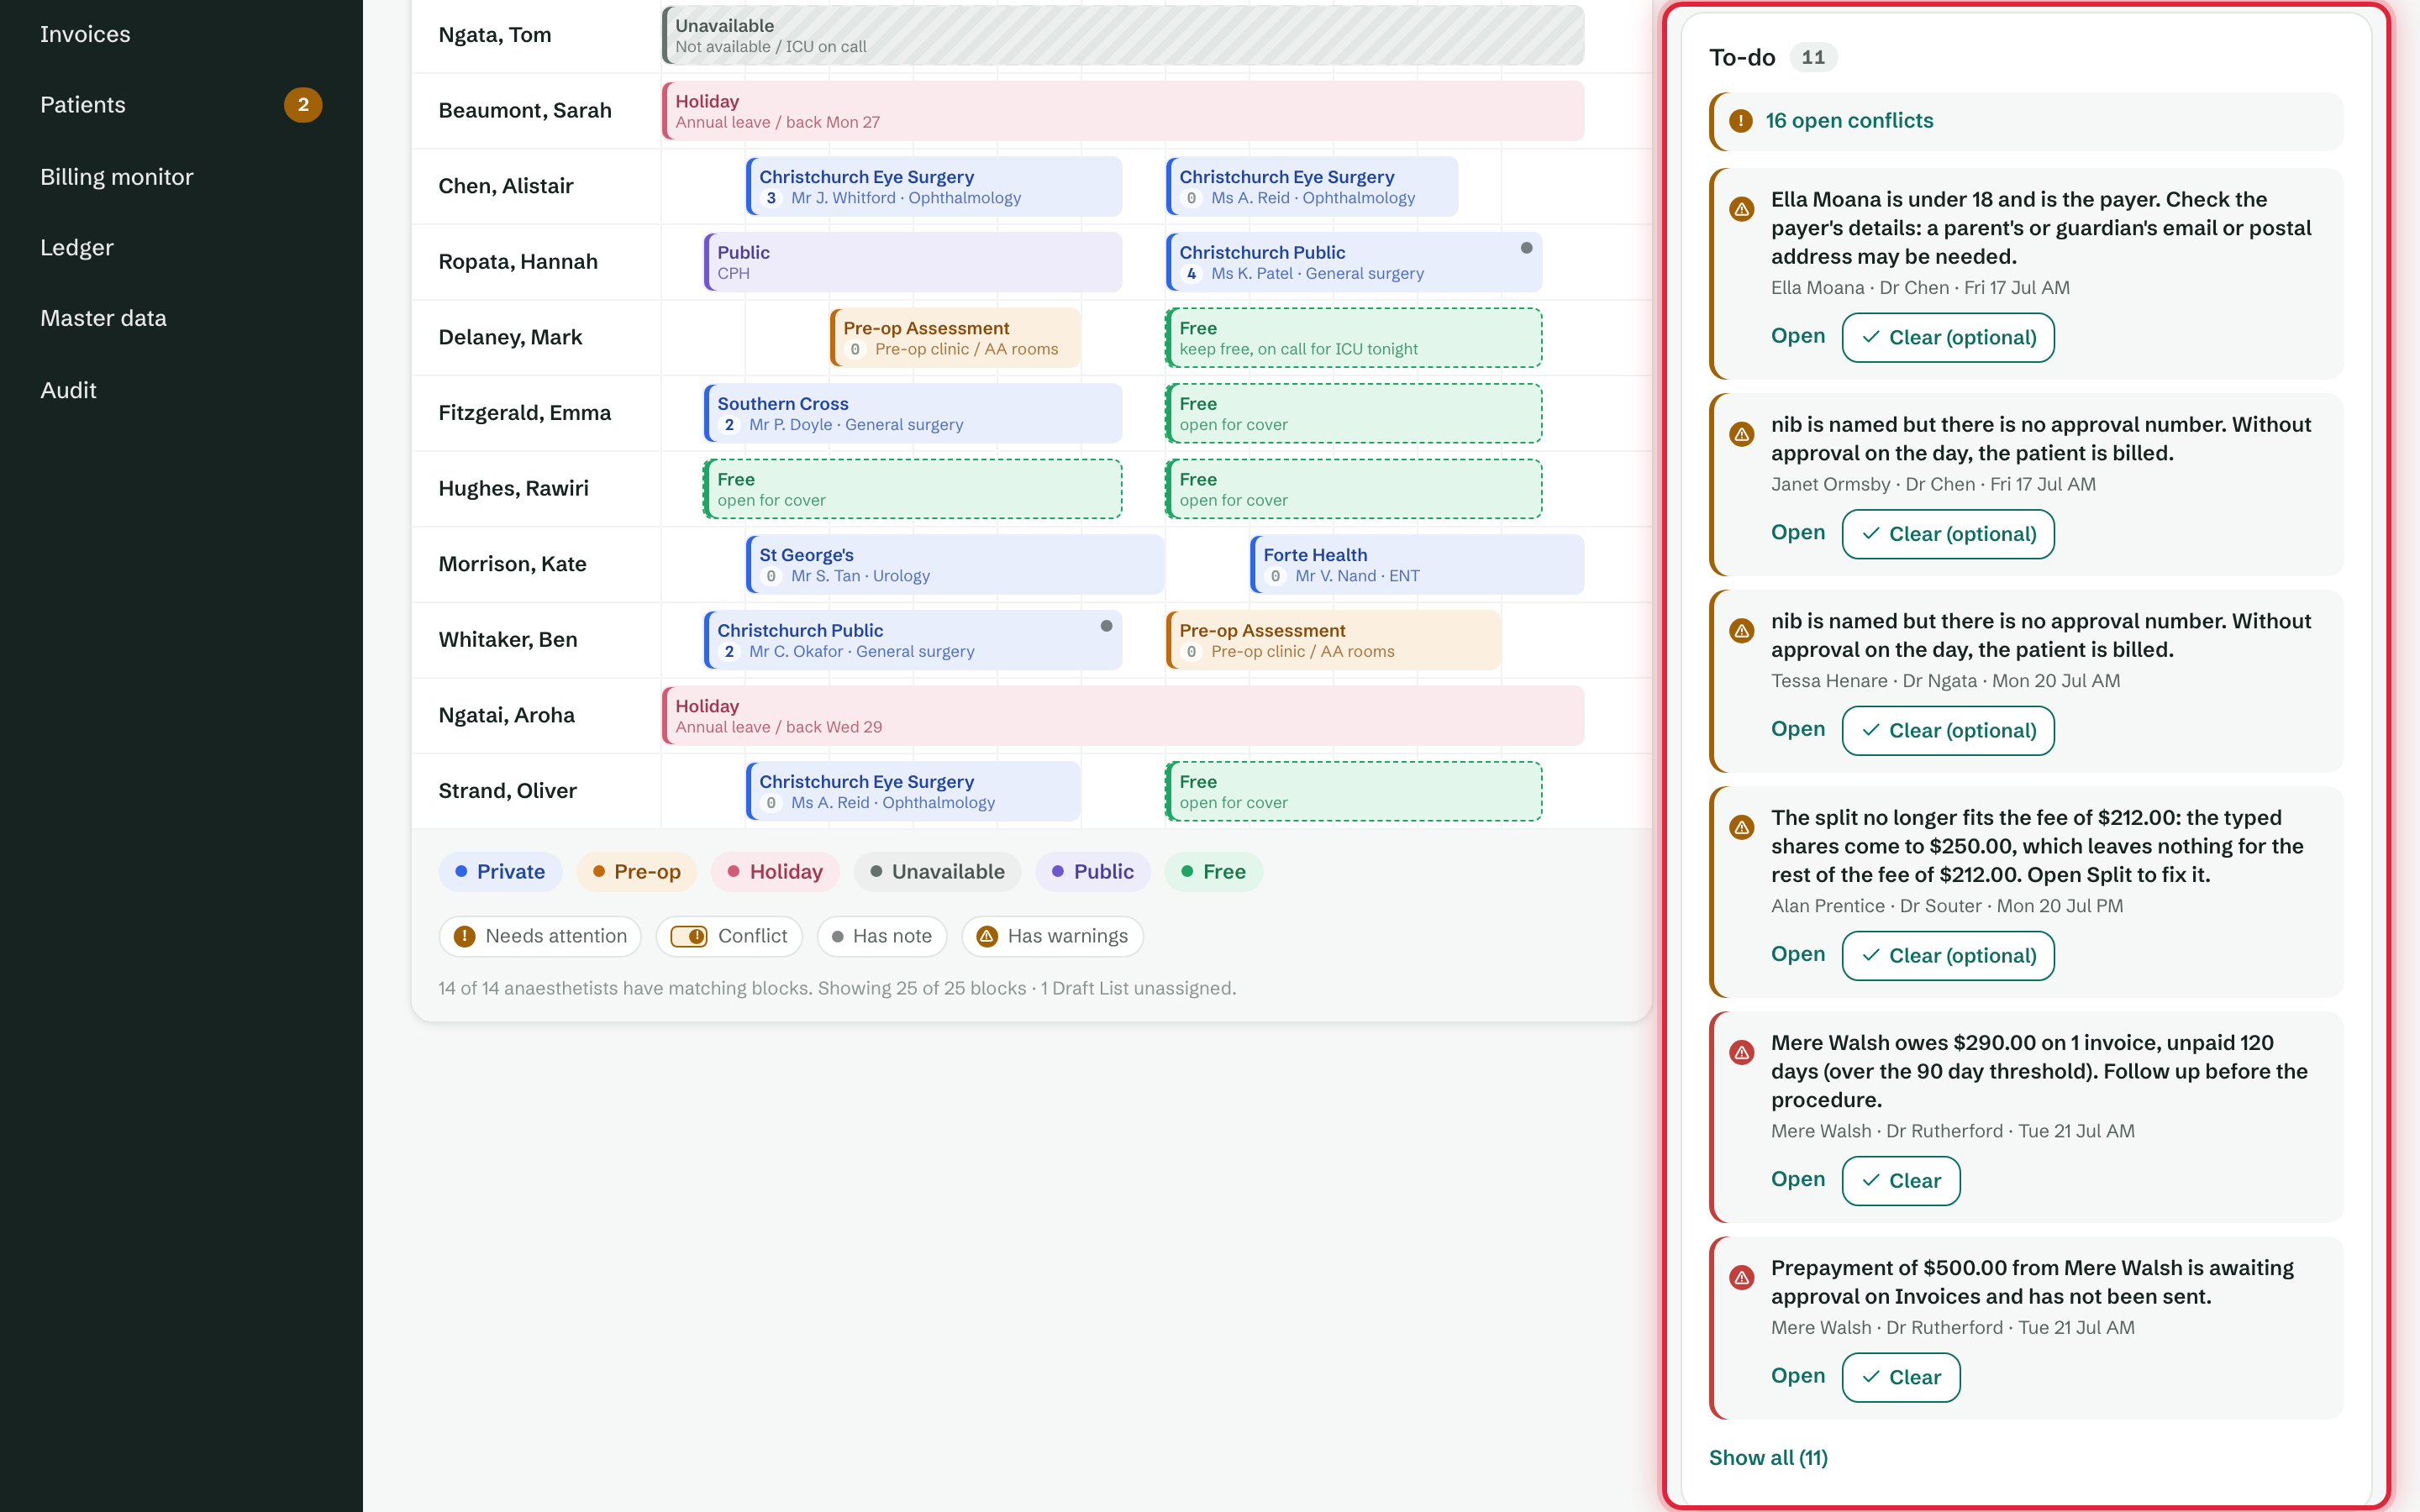 Invoices
Patients
2
Billing monitor
Ledger
Master data
Audit
Ngata, Tom
Unavailable
Not available / ICU on call
Beaumont, Sarah
Holiday
Annual leave / back Mon 27
Chen, Alistair
Christchurch Eye Surgery
3 Mr J. Whitford · Ophthalmology
Christchurch Eye Surgery
0 Ms A. Reid · Ophthalmology
Ropata, Hannah
Public
CPH
Christchurch Public
4 Ms K. Patel · General surgery
Delaney, Mark
Pre-op Assessment
0 Pre-op clinic / AA rooms
Free
keep free, on call for ICU tonight
Fitzgerald, Emma
Southern Cross
2 Mr P. Doyle · General surgery
Free
open for cover
Hughes, Rawiri
Free
open for cover
Free
open for cover
Morrison, Kate
St George's
0 Mr S. Tan · Urology
Forte Health
0 Mr V. Nand · ENT
Whitaker, Ben
Christchurch Public
2 Mr C. Okafor · General surgery
Pre-op Assessment
0 Pre-op clinic / AA rooms
Ngatai, Aroha
Holiday
Annual leave / back Wed 29
Strand, Oliver
Christchurch Eye Surgery
0 Ms A. Reid · Ophthalmology
Free
open for cover
Private
Pre-op
Holiday
Unavailable
Public
Free
Needs attention
Conflict
Has note
Has warnings
14 of 14 anaesthetists have matching blocks. Showing 25 of 25 blocks · 1 Draft List unassigned.
To-do 11
16 open conflicts
Ella Moana is under 18 and is the payer. Check the
payer's details: a parent's or guardian's email or postal
address may be needed.
Ella Moana · Dr Chen · Fri 17 Jul AM
Open
Clear (optional)
nib is named but there is no approval number. Without
approval on the day, the patient is billed.
Janet Ormsby · Dr Chen · Fri 17 Jul AM
Open
Clear (optional)
nib is named but there is no approval number. Without
approval on the day, the patient is billed.
Tessa Henare · Dr Ngata · Mon 20 Jul AM
Open
Clear (optional)
The split no longer fits the fee of $212.00: the typed
shares come to $250.00, which leaves nothing for the
rest of the fee of $212.00. Open Split to fix it.
Alan Prentice · Dr Souter · Mon 20 Jul PM
Open
Clear (optional)
Mere Walsh owes $290.00 on 1 invoice, unpaid 120
days (over the 90 day threshold). Follow up before the
procedure.
Mere Walsh · Dr Rutherford · Tue 21 Jul AM
Open
Clear
Prepayment of $500.00 from Mere Walsh is awaiting
approval on Invoices and has not been sent.
Mere Walsh · Dr Rutherford · Tue 21 Jul AM
Open
Clear
Show all (11)